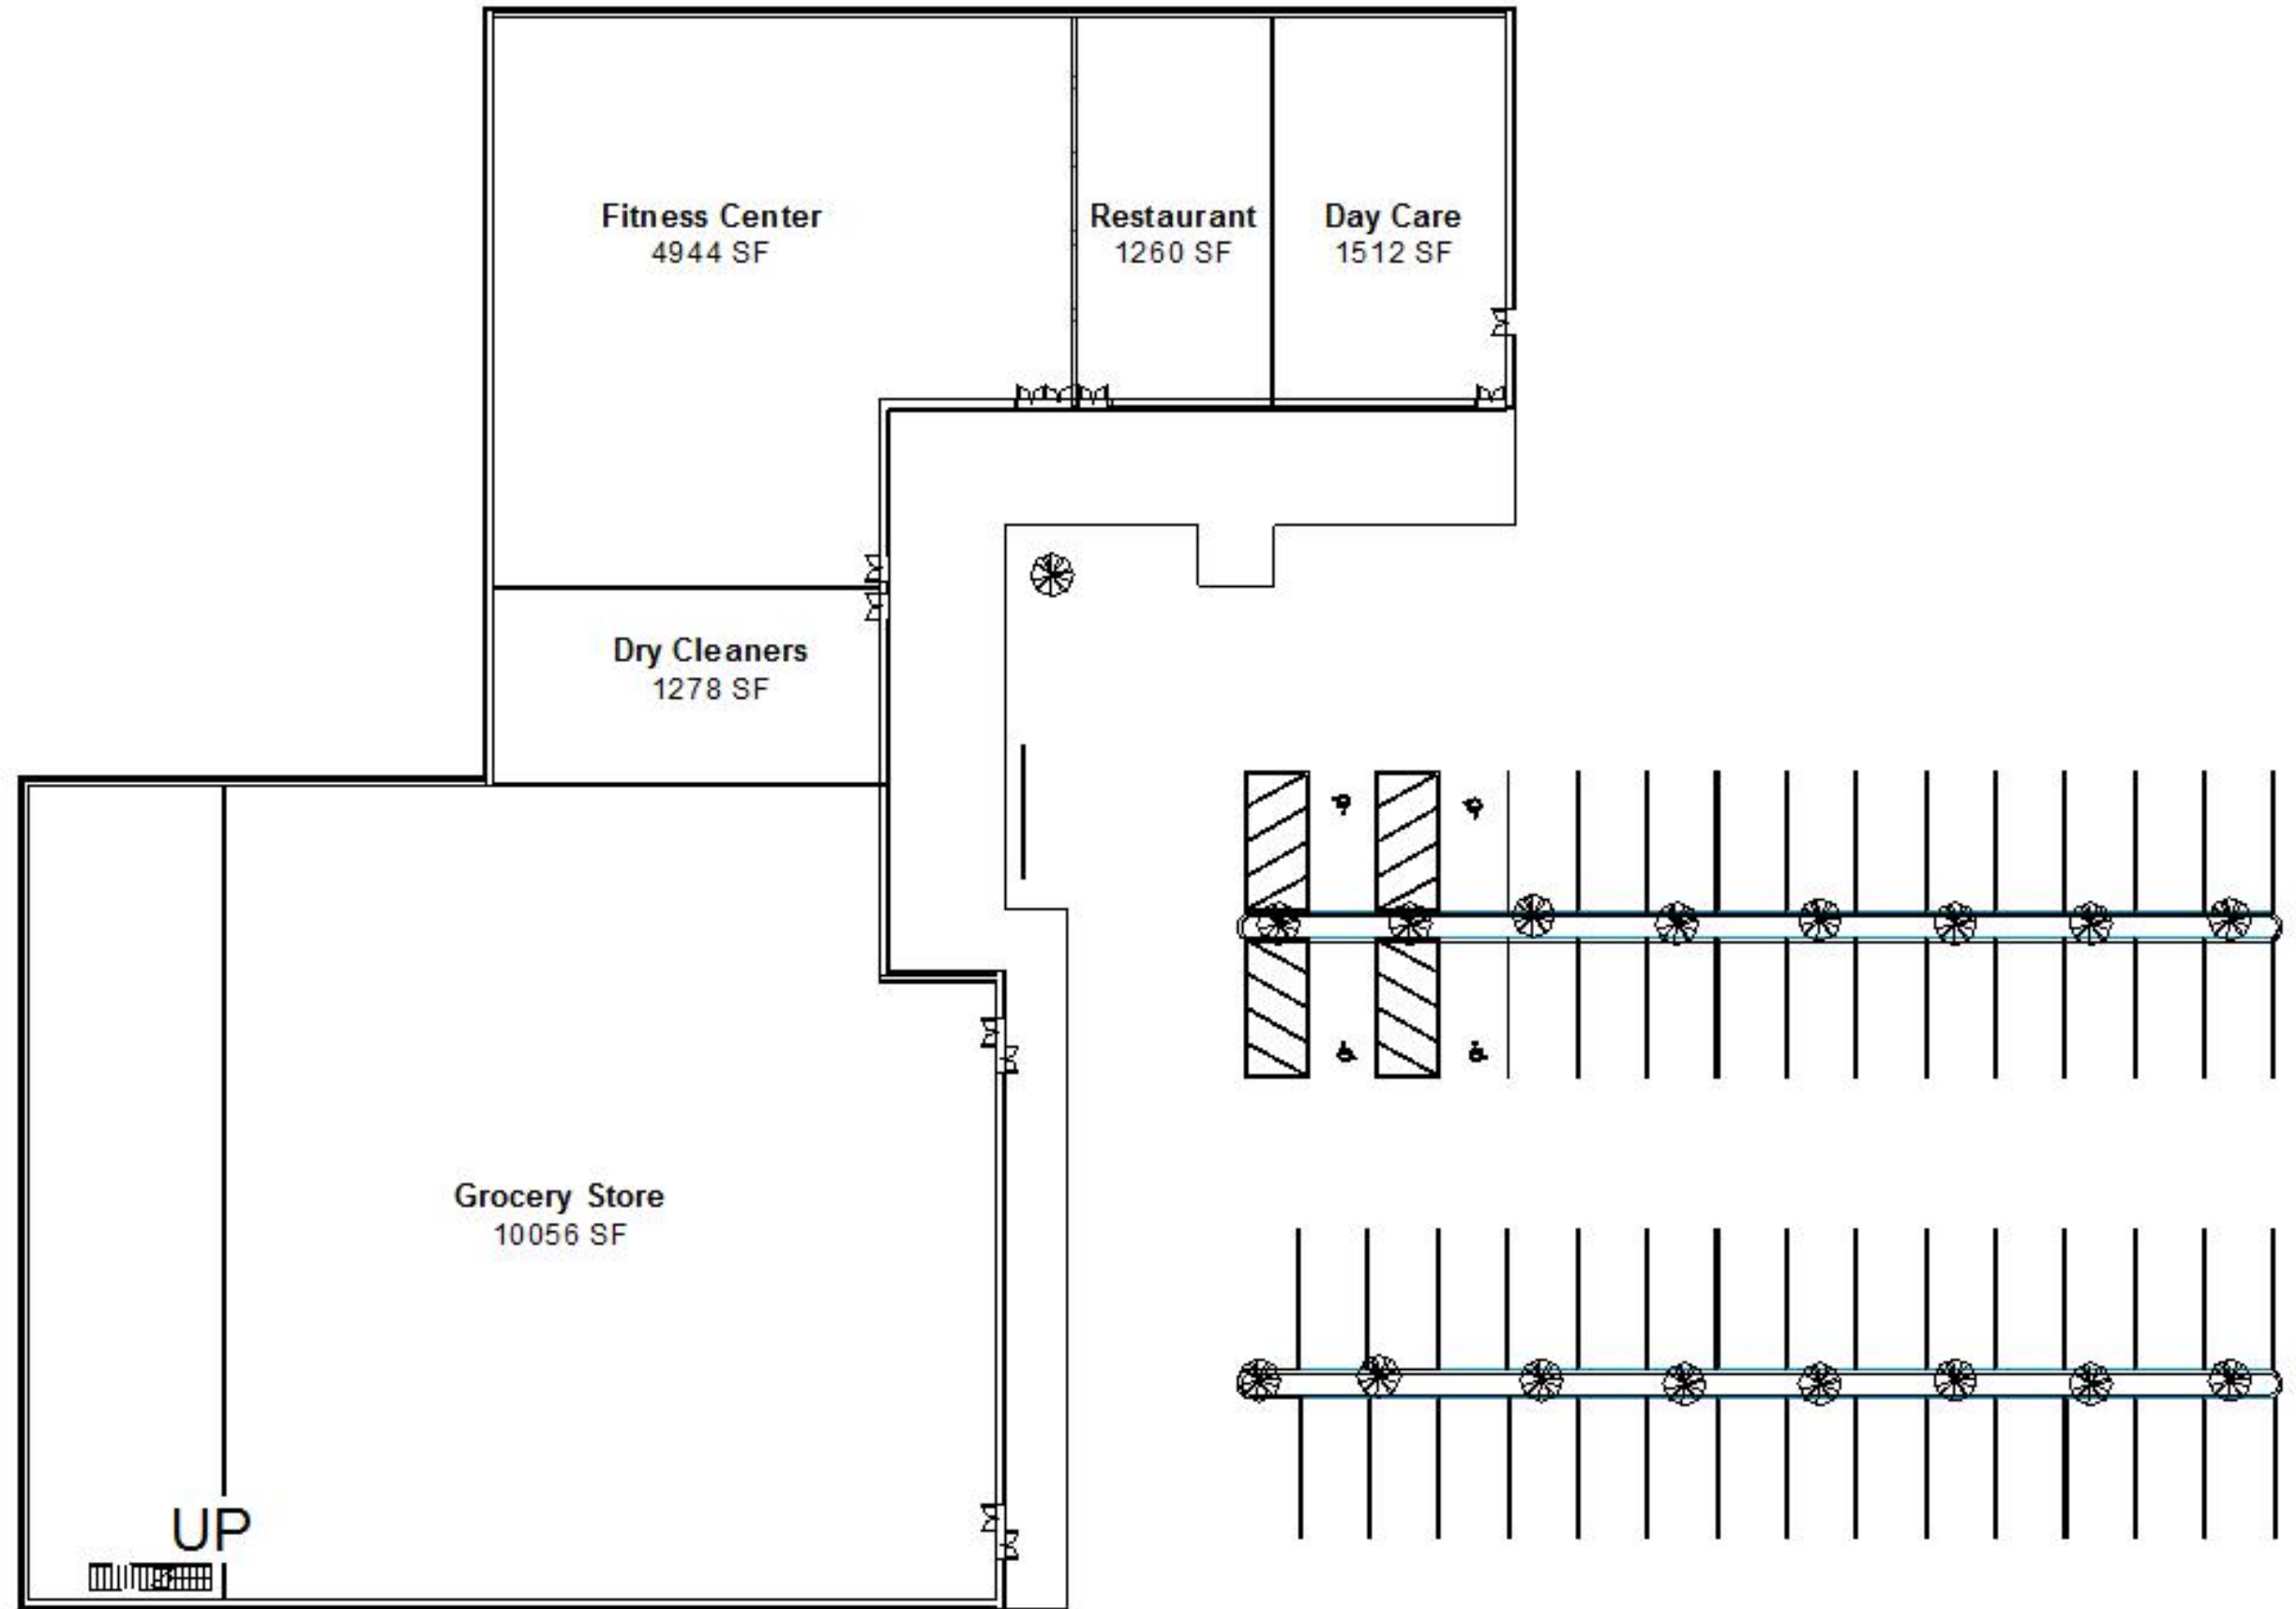 Fitness Center
4944 SF
Restaurant
1260 SF
Day Care
1512 SF
Dry Cleaners
1278 SF
Grocery Store
10056 SF
UP